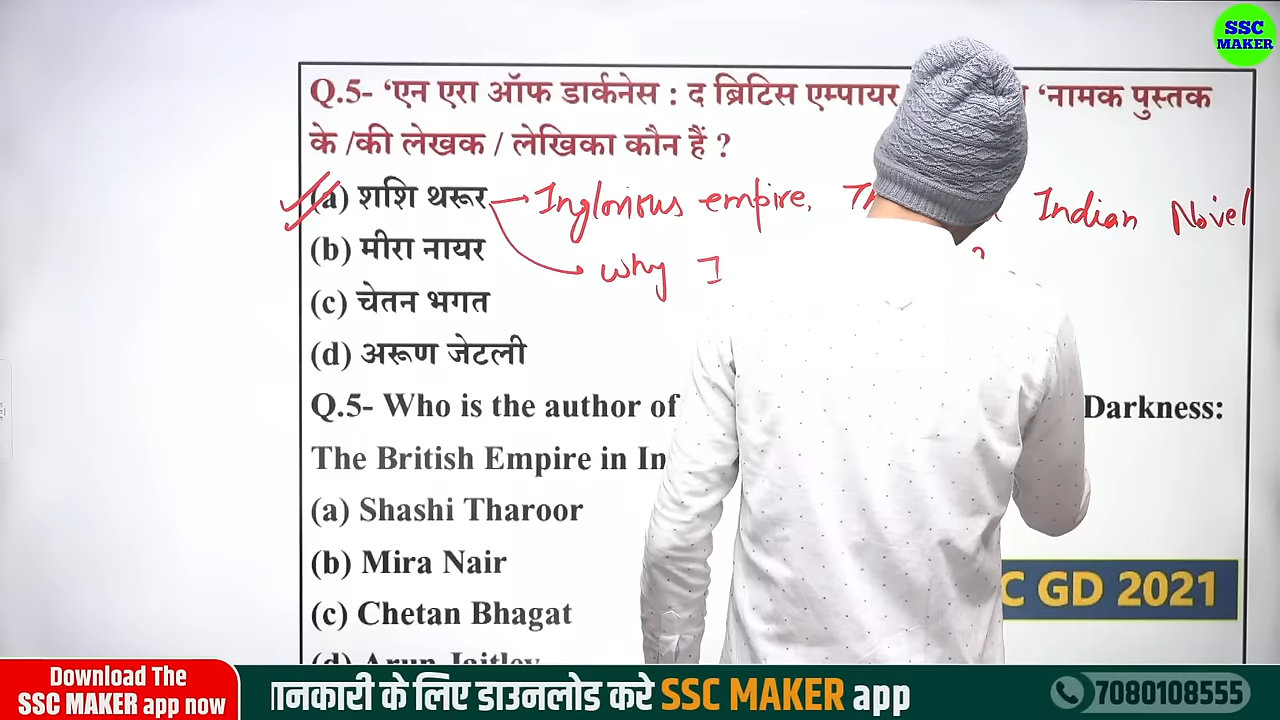 SSC
MAKER
Q.5- ‘एन एरा ऑफ डार्कनेस : द ब्रिटिस एम्पायर ‘नामक पुस्तक
के /की लेखक / लेखिका कौन हैं ?
(a) शशि थरूर → Inglorious empire, Indian Novel
(b) मीरा नायर
Why I ?
(c) चेतन भगत
(d) अरूण जेटली
Q.5- Who is the author of Darkness:
The British Empire in In
(a) Shashi Tharoor
(b) Mira Nair
C GD 2021
(c) Chetan Bhagat
(d) Arun Jaitley
Download The
SSC MAKER app now
ानकारी के लिए डाउनलोड करे SSC MAKER app
7080108555